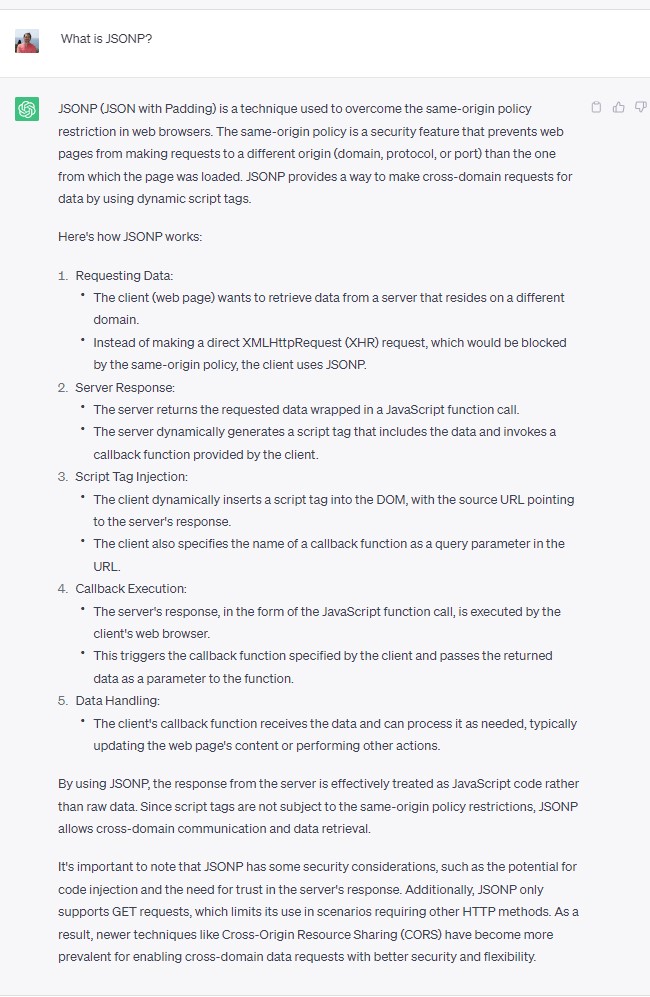 What is JSONP?
JSONP (JSON with Padding) is a technique used to overcome the same-origin policy
restriction in web browsers. The same-origin policy is a security feature that prevents web
pages from making requests to a different origin (domain, protocol, or port) than the one
from which the page was loaded. JSONP provides a way to make cross-domain requests for
data by using dynamic script tags.
Here's how JSONP works:
1. Requesting Data:
• The client (web page) wants to retrieve data from a server that resides on a different
domain.
• Instead of making a direct XMLHttpRequest (XHR) request, which would be blocked
by the same-origin policy, the client uses JSONP.
2. Server Response:
• The server returns the requested data wrapped in a JavaScript function call.
• The server dynamically generates a script tag that includes the data and invokes a
callback function provided by the client.
3. Script Tag Injection:
• The client dynamically inserts a script tag into the DOM, with the source URL pointing
to the server's response.
• The client also specifies the name of a callback function as a query parameter in the
URL.
4. Callback Execution:
• The server's response, in the form of the JavaScript function call, is executed by the
client's web browser.
• This triggers the callback function specified by the client and passes the returned
data as a parameter to the function.
5. Data Handling:
• The client's callback function receives the data and can process it as needed, typically
updating the web page's content or performing other actions.
By using JSONP, the response from the server is effectively treated as JavaScript code rather
than raw data. Since script tags are not subject to the same-origin policy restrictions, JSONP
allows cross-domain communication and data retrieval.
It's important to note that JSONP has some security considerations, such as the potential for
code injection and the need for trust in the server's response. Additionally, JSONP only
supports GET requests, which limits its use in scenarios requiring other HTTP methods. As a
result, newer techniques like Cross-Origin Resource Sharing (CORS) have become more
prevalent for enabling cross-domain data requests with better security and flexibility.